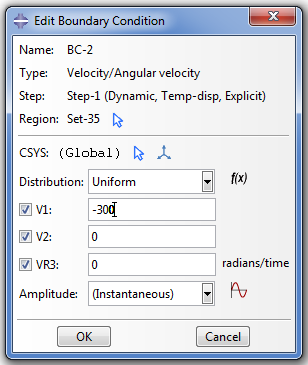 Edit Boundary Condition
Name: BC-2
Type: Velocity/Angular velocity
Step: Step-1 (Dynamic, Temp-disp, Explicit)
Region: Set-35
CSYS: (Global)
Distribution: Uniform f(x)
V1: -300
V2: 0
VR3: 0 radians/time
Amplitude: (Instantaneous)
OK Cancel